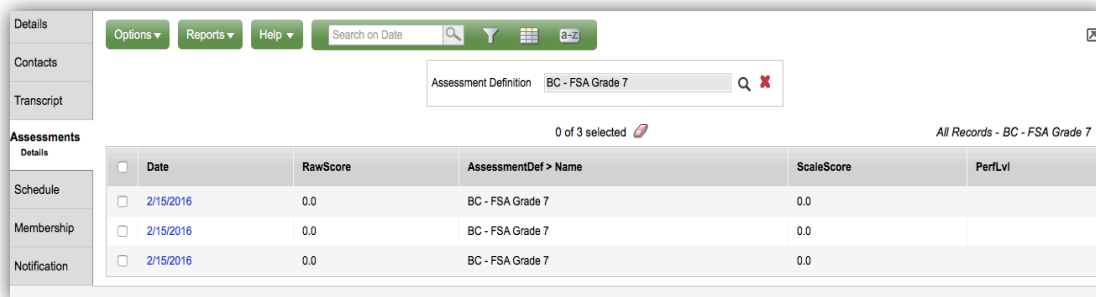 Details
Contacts
Transcript
Assessments
Details
Schedule
Membership
Notification
Options Reports Help Search on Date a-z
Assessment Definition BC - FSA Grade 7
0 of 3 selected All Records - BC - FSA Grade 7
Date RawScore AssessmentDef > Name ScaleScore PerfLvl
2/15/2016 0.0 BC - FSA Grade 7 0.0
2/15/2016 0.0 BC - FSA Grade 7 0.0
2/15/2016 0.0 BC - FSA Grade 7 0.0